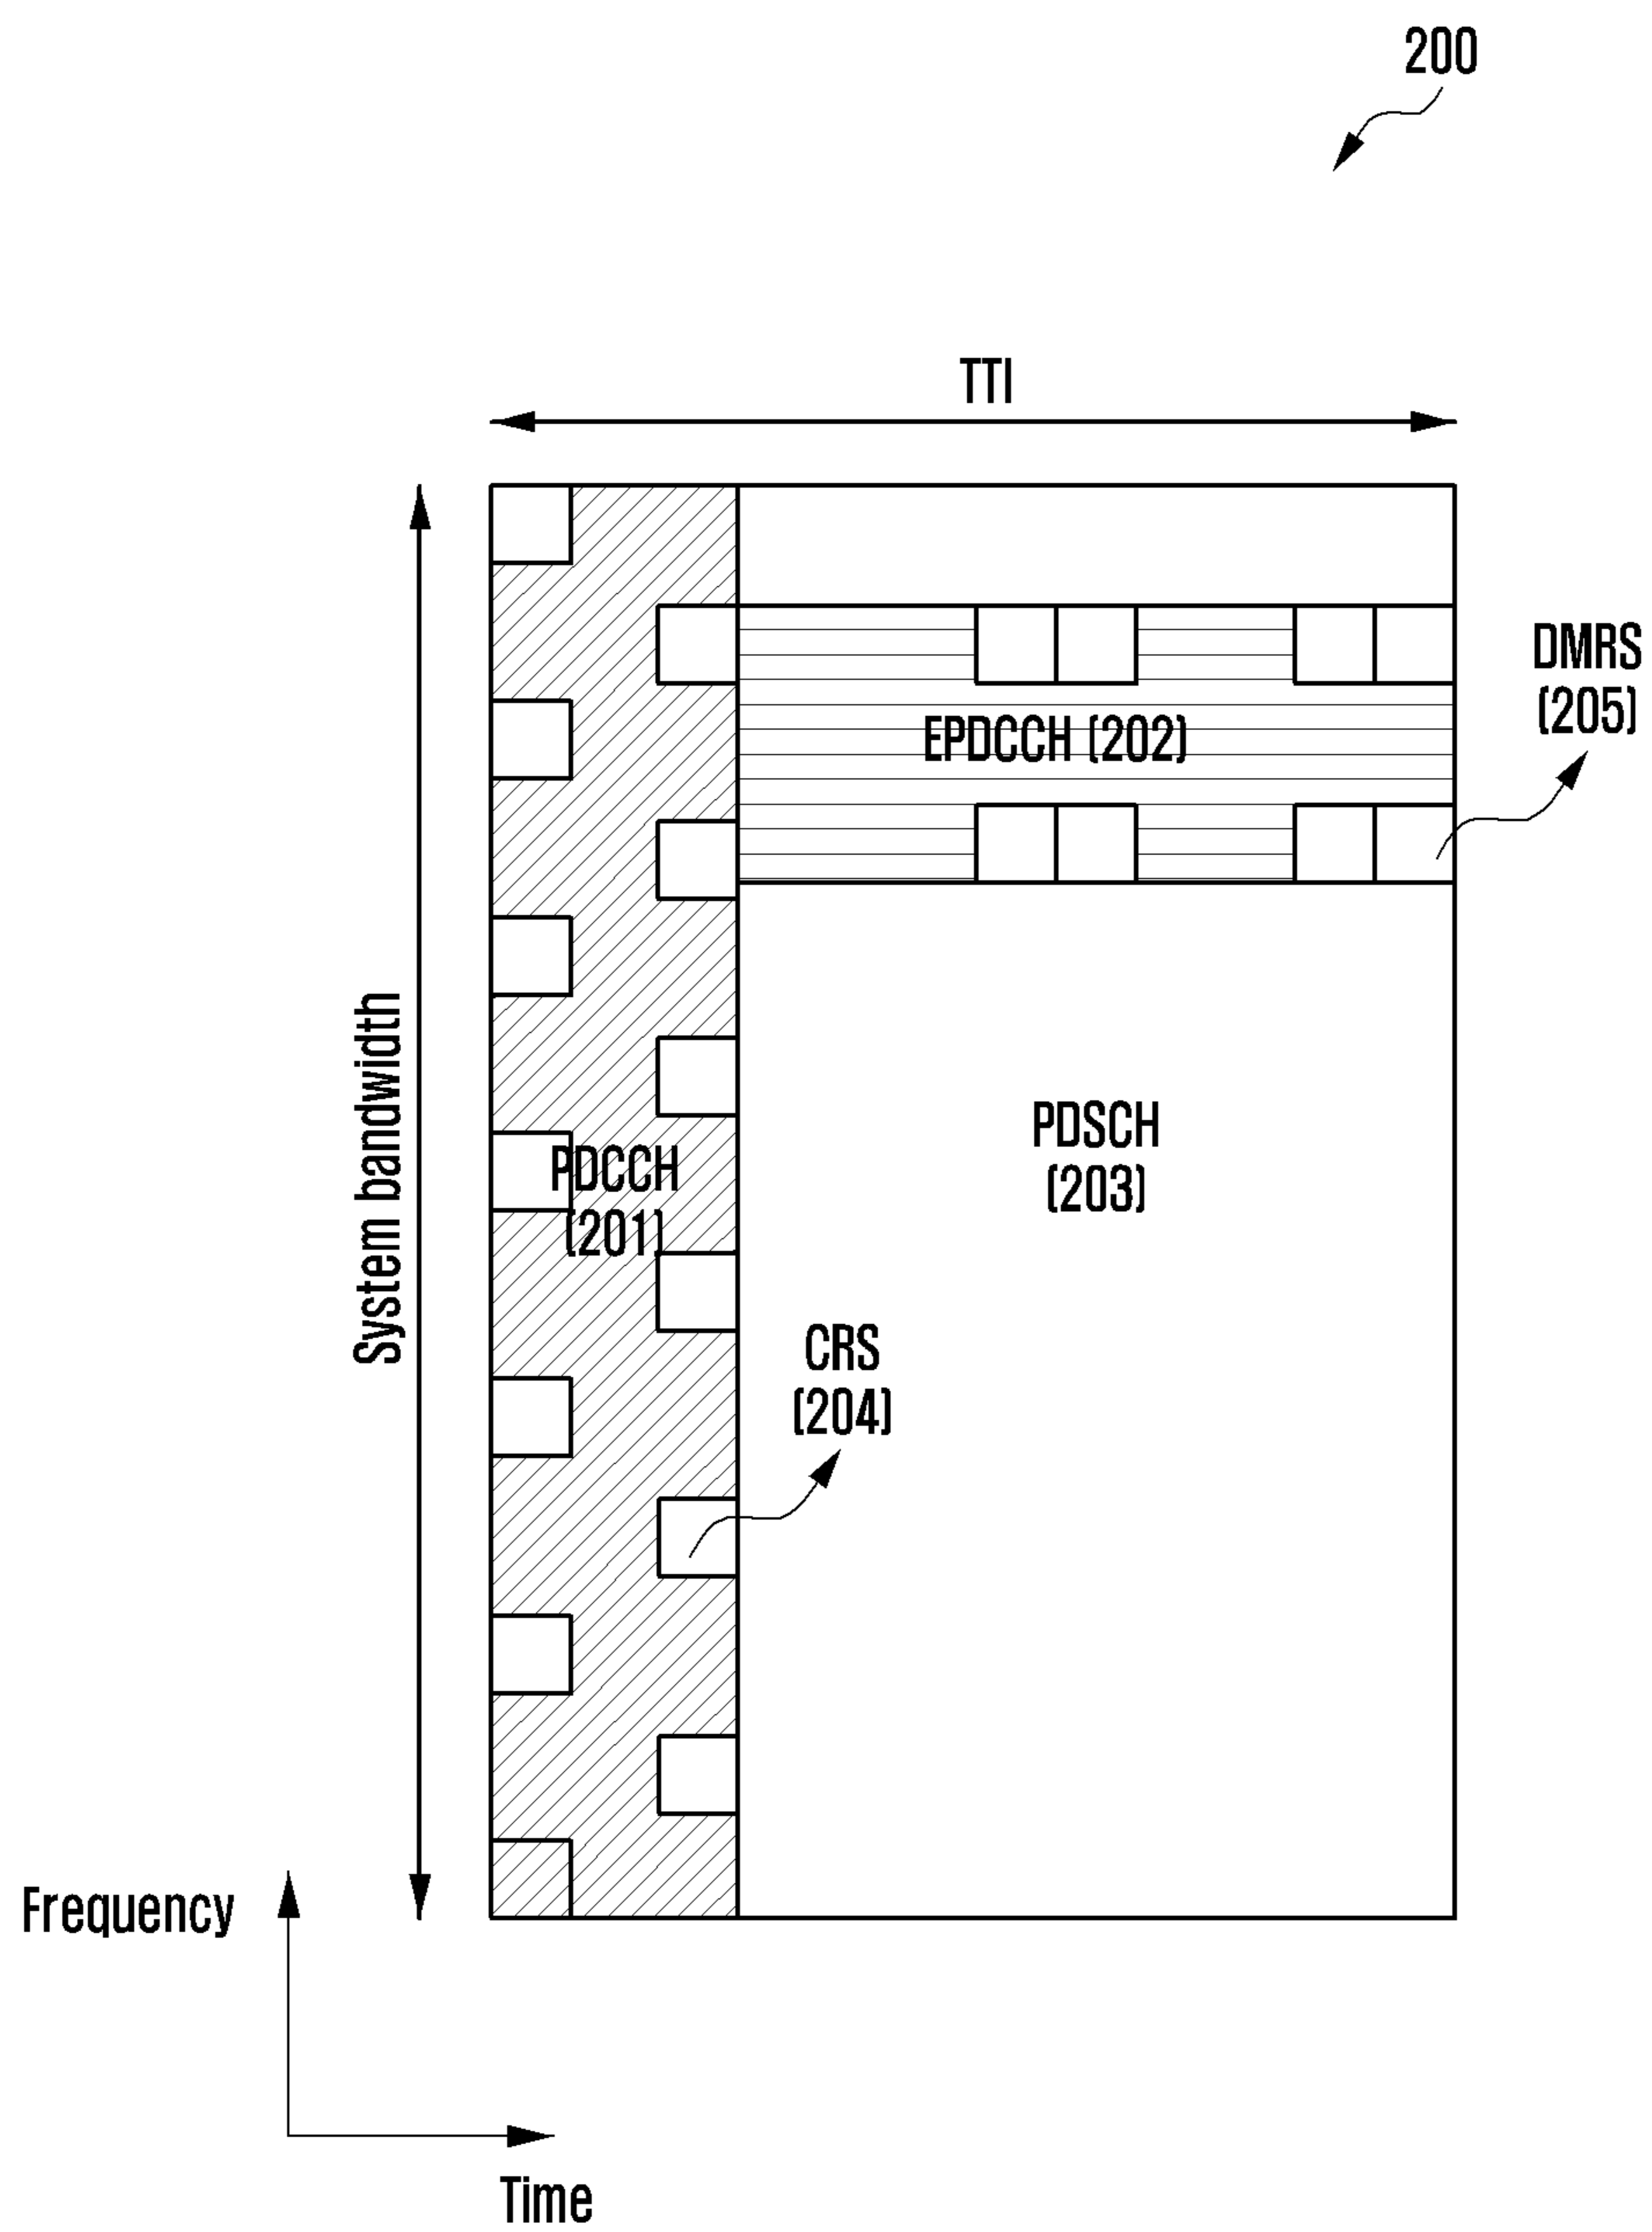 200
TTI
DMRS
(205)
EPDCCH (202)
System bandwidth
PDSCH
(203)
PDCCH
(201)
CRS
(204)
Frequency
Time